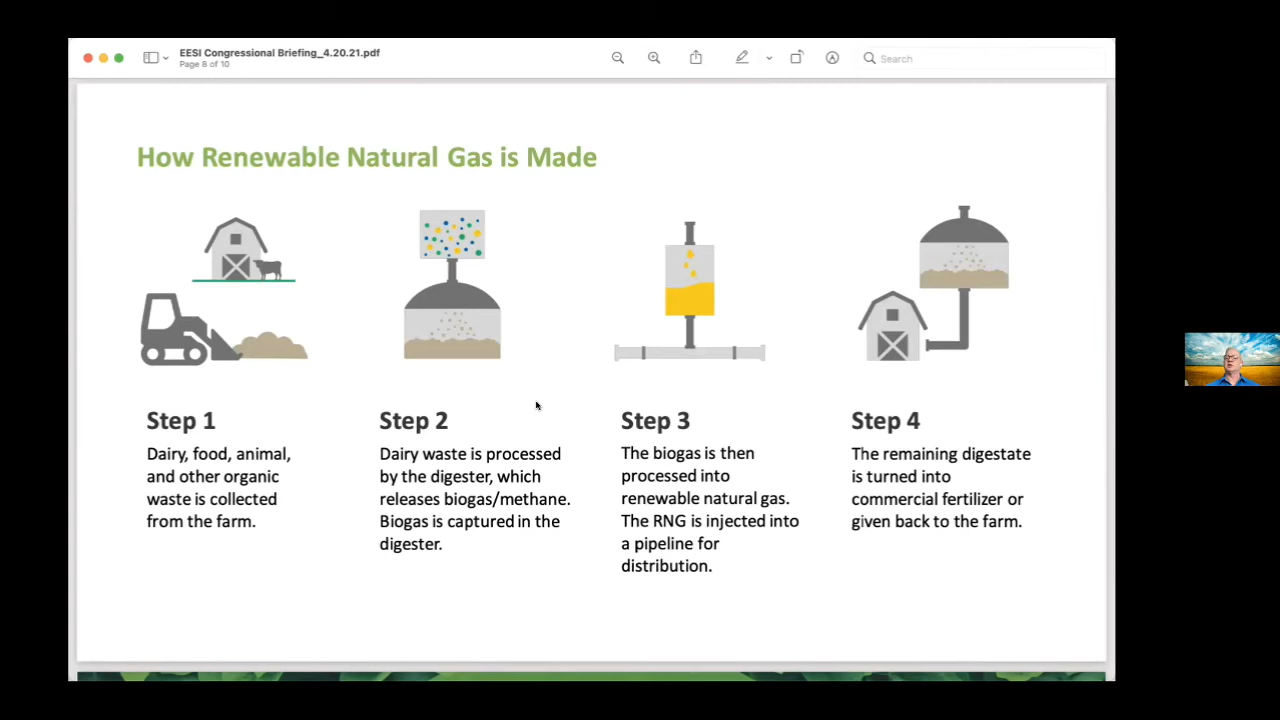 EESI Congressional Briefing_4.20.21.pdf
Page 8 of 10
Search
How Renewable Natural Gas is Made
Step 1
Dairy, food, animal,
and other organic
waste is collected
from the farm.
Step 2
Dairy waste is processed
by the digester, which
releases biogas/methane.
Biogas is captured in the
digester.
Step 3
The biogas is then
processed into
renewable natural gas.
The RNG is injected into
a pipeline for
distribution.
Step 4
The remaining digestate
is turned into
commercial fertilizer or
given back to the farm.